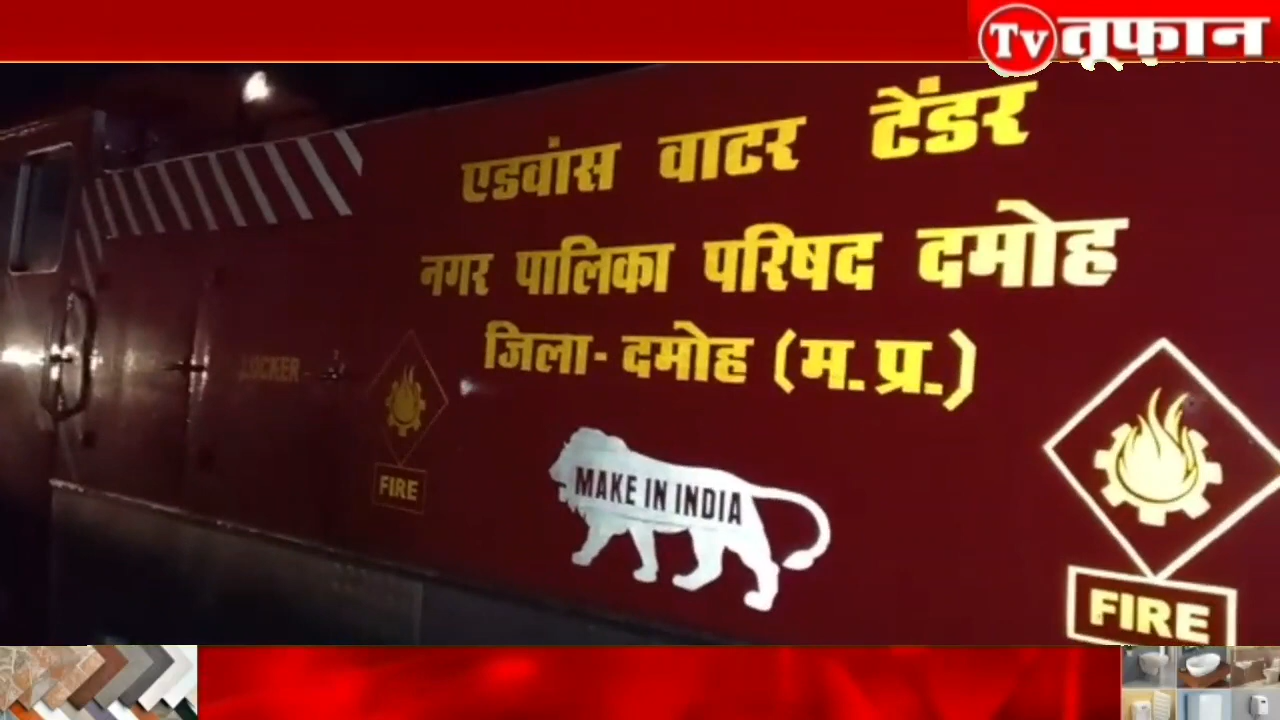 Tv तूफान
एडवांस वाटर टेंडर
नगर पालिका परिषद दमोह
जिला- दमोह (म.प्र.)
LOCKER-
FIRE
MAKE IN INDIA
FIRE